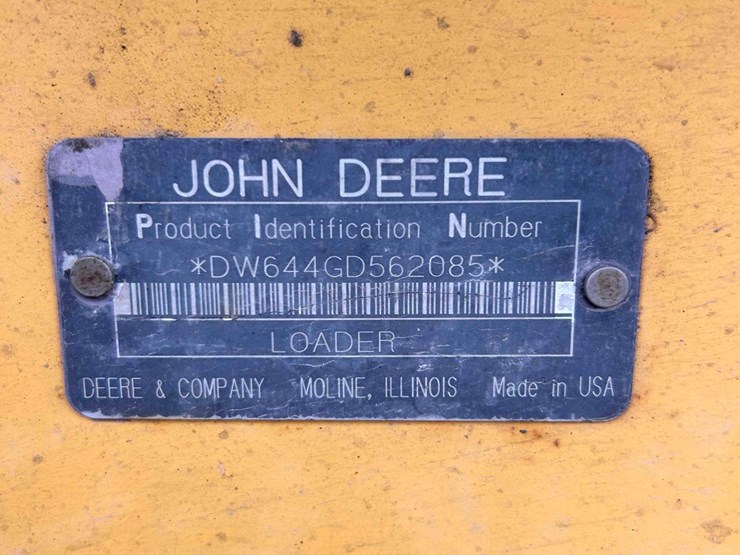 JOHN DEERE
Product Identification Number
*DW644GD562085*
LOADER
DEERE & COMPANY MOLINE, ILLINOIS Made in USA